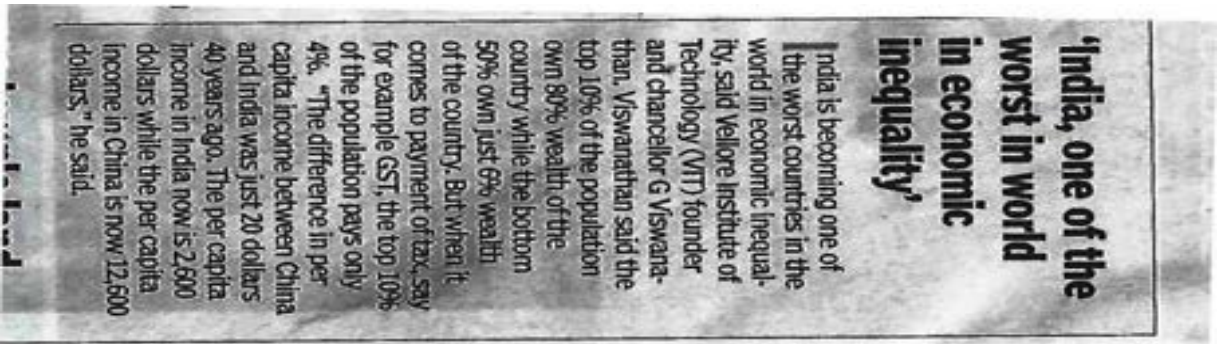 'India, one of the
worst in world
in economic
inequality'
India is becoming one of
the worst countries in the
world in economic inequal-
ity, said Vellore Institute of
Technology (VIT) founder
and chancellor G Viswana-
than. Viswanathan said the
top 10% of the population
own 80% wealth of the
country while the bottom
50% own just 6% wealth
of the country. But when it
comes to payment of tax, say
for example GST, the top 10%
of the population pays only
4%. "The difference in per
capita income between China
and India was just 20 dollars
40 years ago. The per capita
income in India now is 2,600
dollars while the per capita
income in China is now 12,600
dollars," he said.